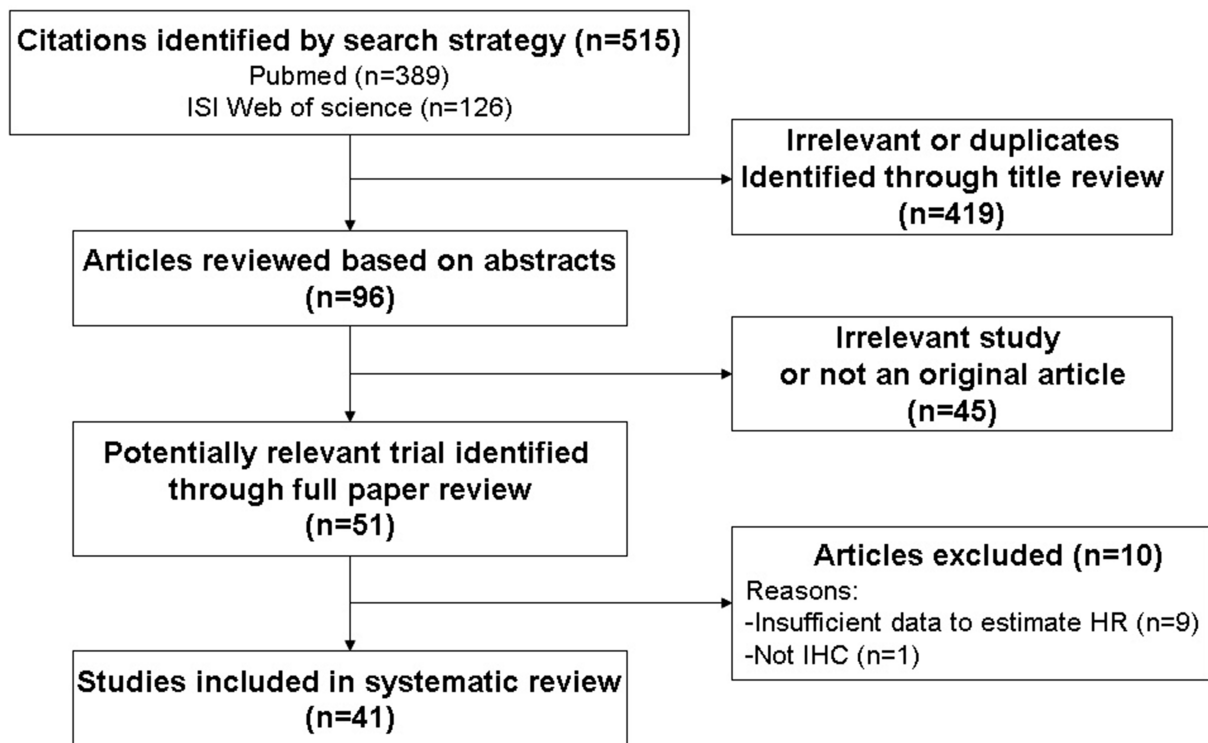 Citations identified by search strategy (n=515)
Pubmed (n=389)
ISI Web of science (n=126)
Irrelevant or duplicates
Identified through title review
(n=419)
Articles reviewed based on abstracts
(n=96)
Irrelevant study
or not an original article
(n=45)
Potentially relevant trial identified
through full paper review
(n=51)
Articles excluded (n=10)
Reasons:
-Insufficient data to estimate HR (n=9)
-Not IHC (n=1)
Studies included in systematic review
(n=41)